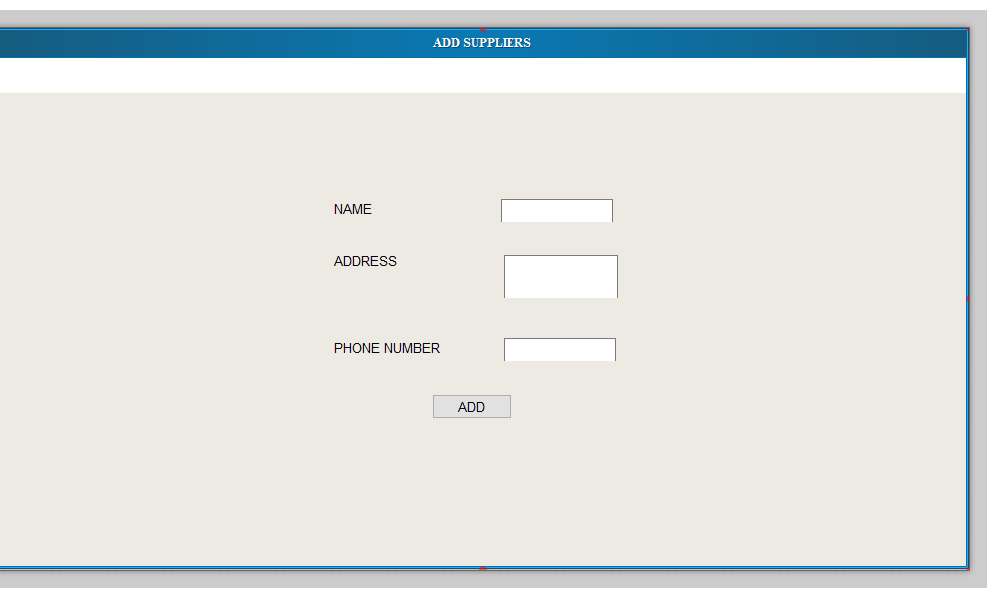 ADD SUPPLIERS
NAME
ADDRESS
PHONE NUMBER
ADD